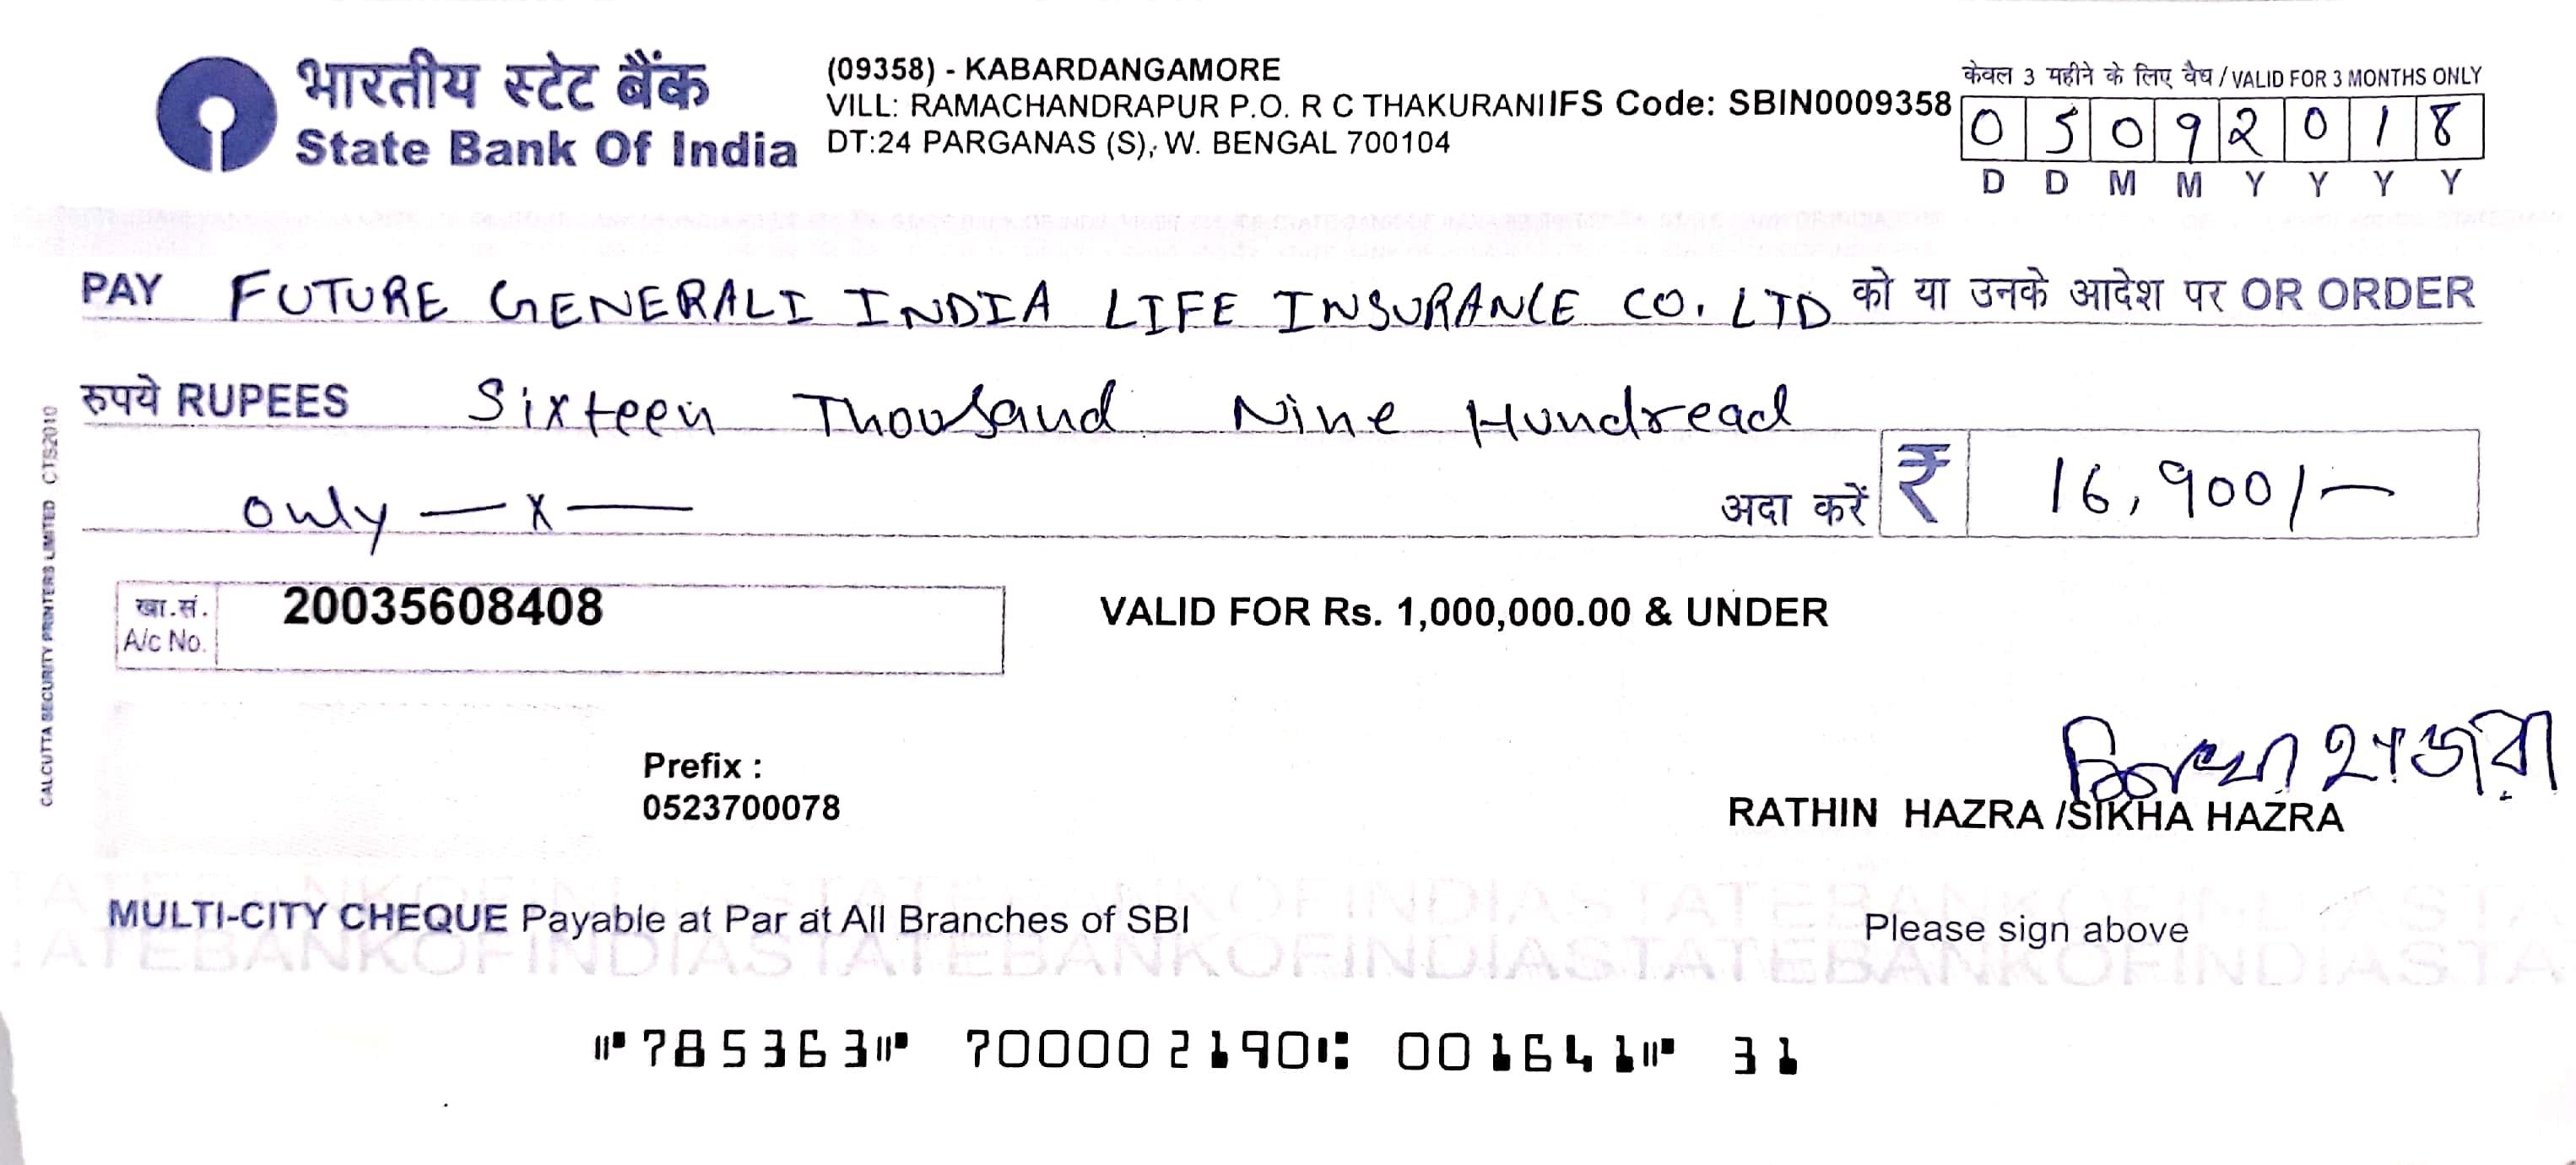 भारतीय स्टेट बैंक
State Bank Of India
(09358) - KABARDANGAMORE
VILL: RAMACHANDRAPUR P.O. R C THAKURANI IFS Code: SBIN0009358
DT:24 PARGANAS (S), W. BENGAL 700104
केवल 3 महीने के लिए वैध / VALID FOR 3 MONTHS ONLY
0 5 0 9 2 0 1 8
D D M M Y Y Y Y
PAY FUTURE GENERALI INDIA LIFE INSURANCE CO. LTD को या उनके आदेश पर OR ORDER
रुपये RUPEES Sixteen Thousand Nine Hundread
only — x —
अदा करें ₹ 16,900/-
खा.सं. 20035608408
A/c No.
VALID FOR Rs. 1,000,000.00 & UNDER
CALCUTTA SECURITY PRINTERS LIMITED CTS2010
Prefix :
0523700078
হাজরা
RATHIN HAZRA /SIKHA HAZRA
MULTI-CITY CHEQUE Payable at Par at All Branches of SBI
Please sign above
STATEBANKOFINDIASTATEBANKOFINDIASTATEBANKOFINDIASTA
⑈785363⑈ 700002190⑆ 001641⑈ 31